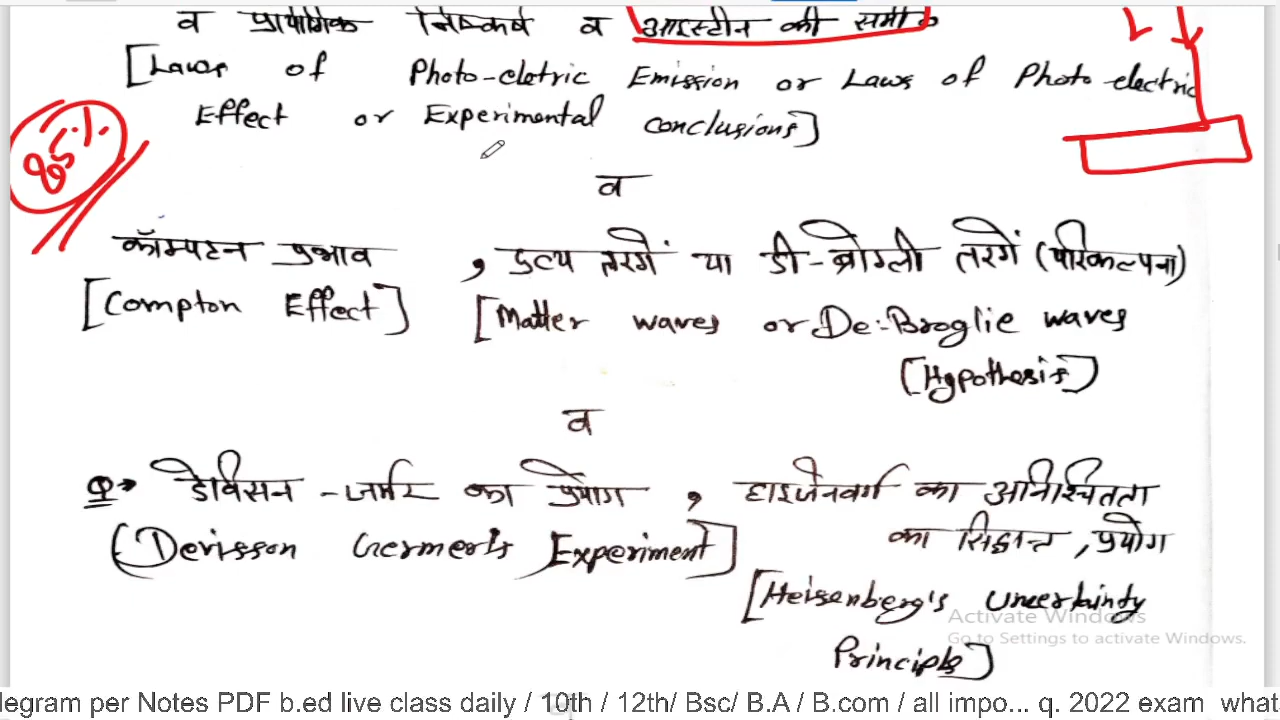 व प्रायोगिक निष्कर्ष व आइस्टीन की समी०
[Laws of Photo-eletric Emission or Laws of Photo electric
Effect or Experimental conclusions]
85%
व
कॉम्पटन प्रभाव , द्रव्य तरंगें या डी-ब्रोग्ली तरंगें (परिकल्पना)
[Compton Effect] [Matter waves or De-Broglie waves
(Hypothesis)
व
Q→ डेविसन - जर्मर का प्रयोग , हाइजेनवर्ग का अनिश्चितता
का सिद्धान्त , प्रयोग
(Devisson Germer's Experiment] [Heisenberg's Uncertainty
Principle]
Activate Windows
Go to Settings to activate Windows.
legram per Notes PDF b.ed live class daily / 10th / 12th/ Bsc/ B.A / B.com / all impo... q. 2022 exam what